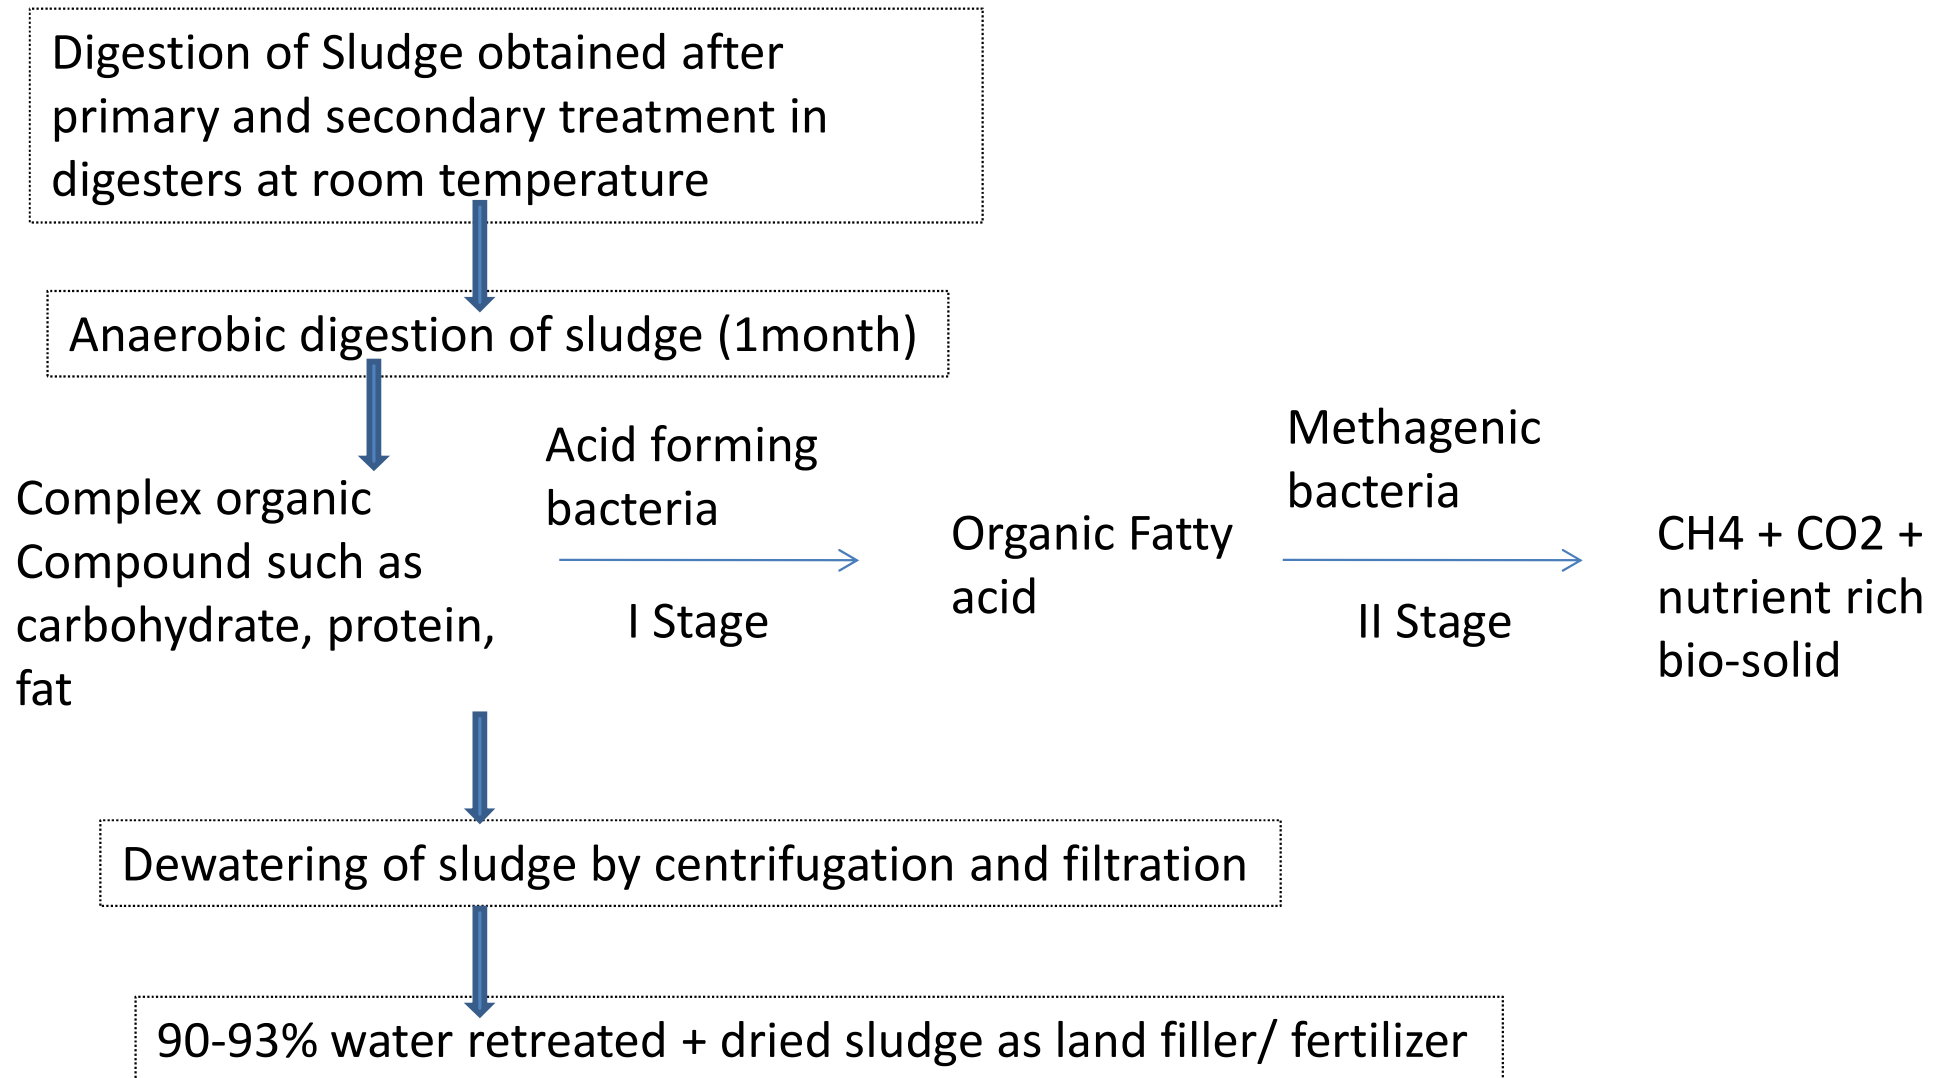 Digestion of Sludge obtained after
primary and secondary treatment in
digesters at room temperature
Anaerobic digestion of sludge (1month)
Complex organic
Compound such as
carbohydrate, protein,
fat
Acid forming
bacteria
I Stage
Organic Fatty
acid
Methagenic
bacteria
II Stage
CH4 + CO2 +
nutrient rich
bio-solid
Dewatering of sludge by centrifugation and filtration
90-93% water retreated + dried sludge as land filler/ fertilizer